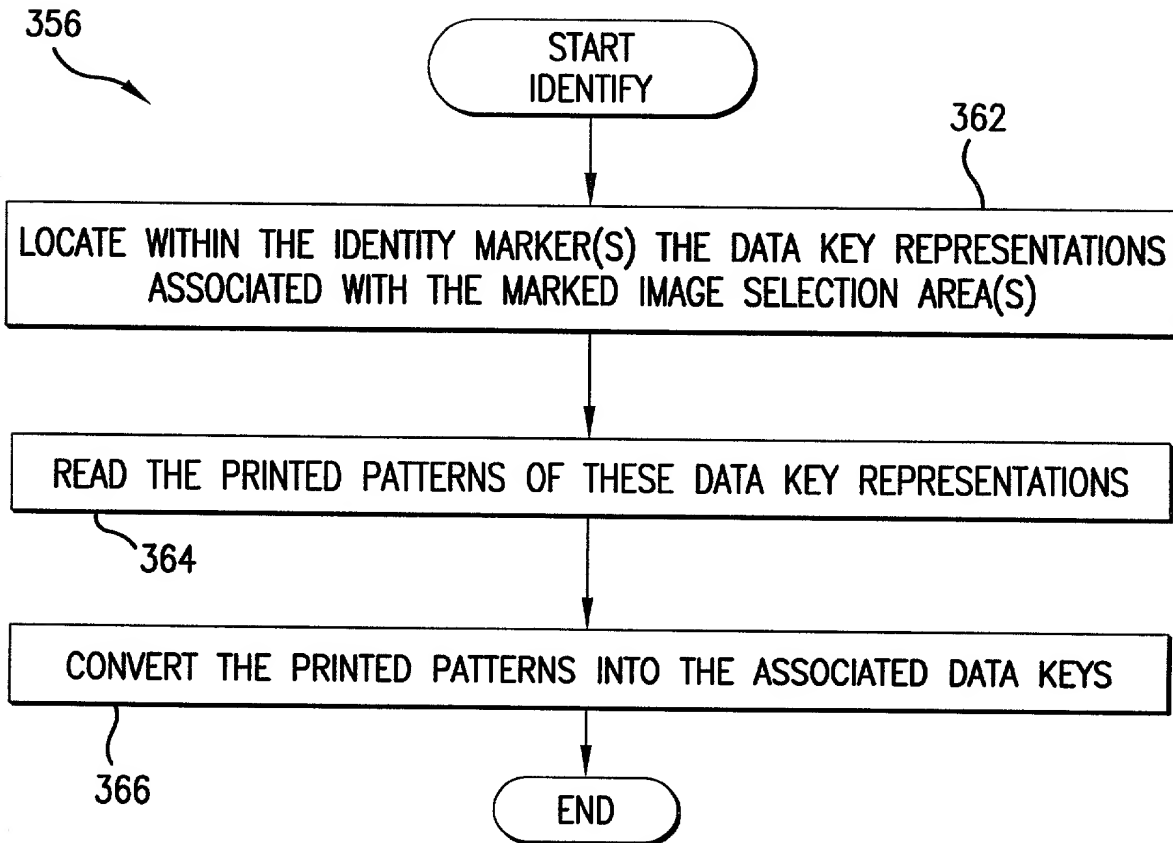 356
START
IDENTIFY
362
LOCATE WITHIN THE IDENTITY MARKER(S) THE DATA KEY REPRESENTATIONS
ASSOCIATED WITH THE MARKED IMAGE SELECTION AREA(S)
READ THE PRINTED PATTERNS OF THESE DATA KEY REPRESENTATIONS
364
CONVERT THE PRINTED PATTERNS INTO THE ASSOCIATED DATA KEYS
366
END